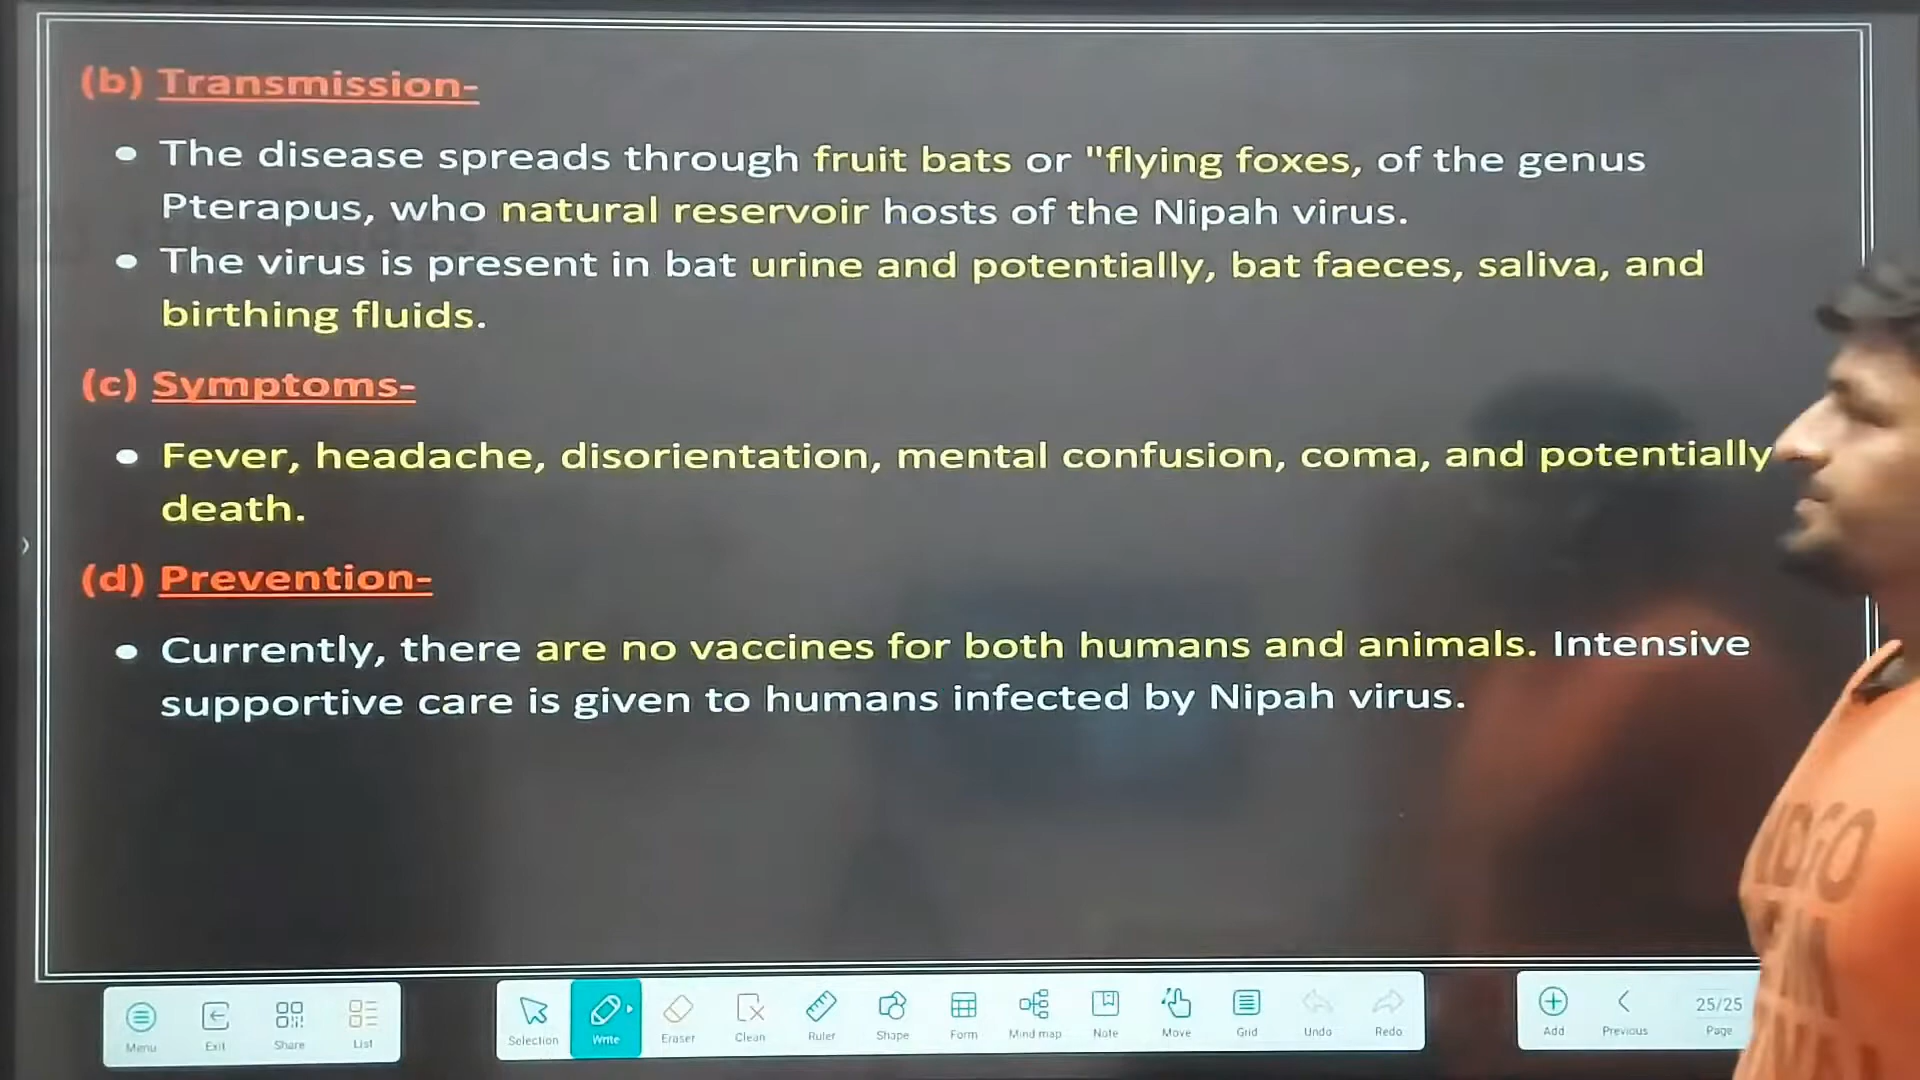 (b) Transmission-
• The disease spreads through fruit bats or "flying foxes, of the genus
Pterapus, who natural reservoir hosts of the Nipah virus.
• The virus is present in bat urine and potentially, bat faeces, saliva, and
birthing fluids.
(c) Symptoms-
• Fever, headache, disorientation, mental confusion, coma, and potentially
death.
(d) Prevention-
• Currently, there are no vaccines for both humans and animals. Intensive
supportive care is given to humans infected by Nipah virus.
Menu Exit Share List Selection Write Eraser Clean Ruler Shape Form Mind map Note Move Grid Undo Redo Add Previous 25/25 Page